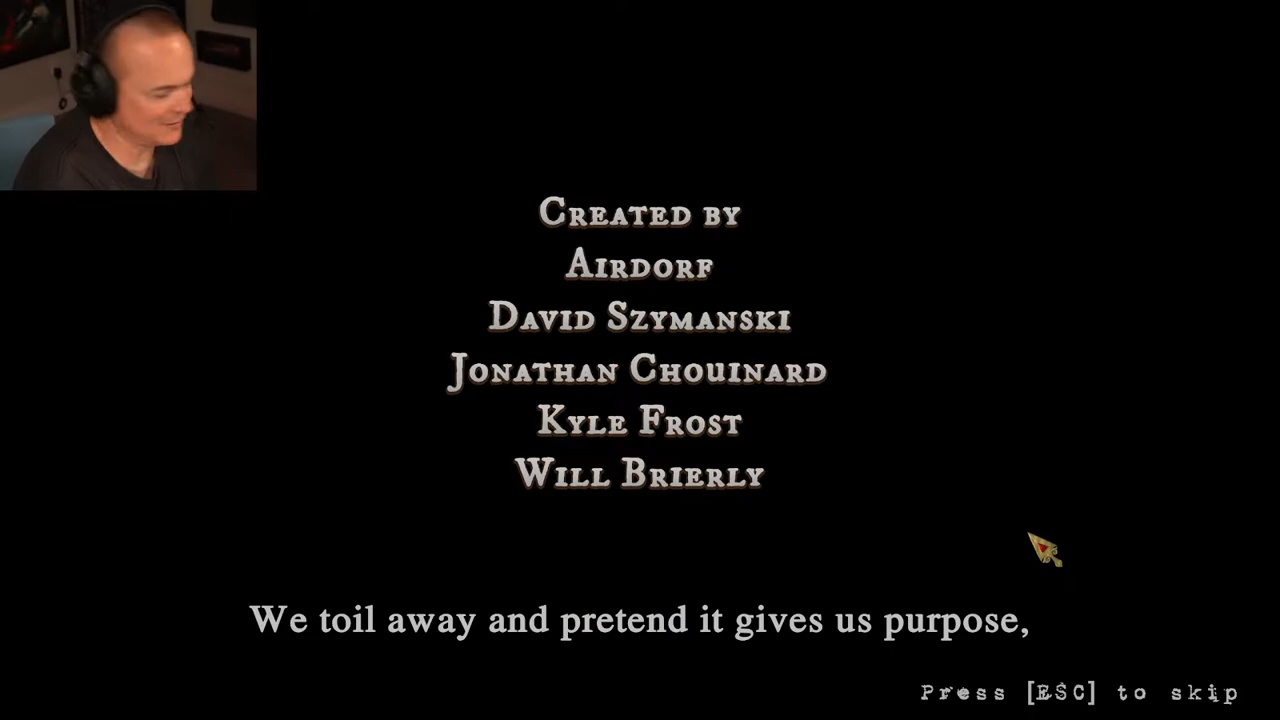 Created by
Airdorf
David Szymanski
Jonathan Chouinard
Kyle Frost
Will Brierly
We toil away and pretend it gives us purpose,
Press [ESC] to skip